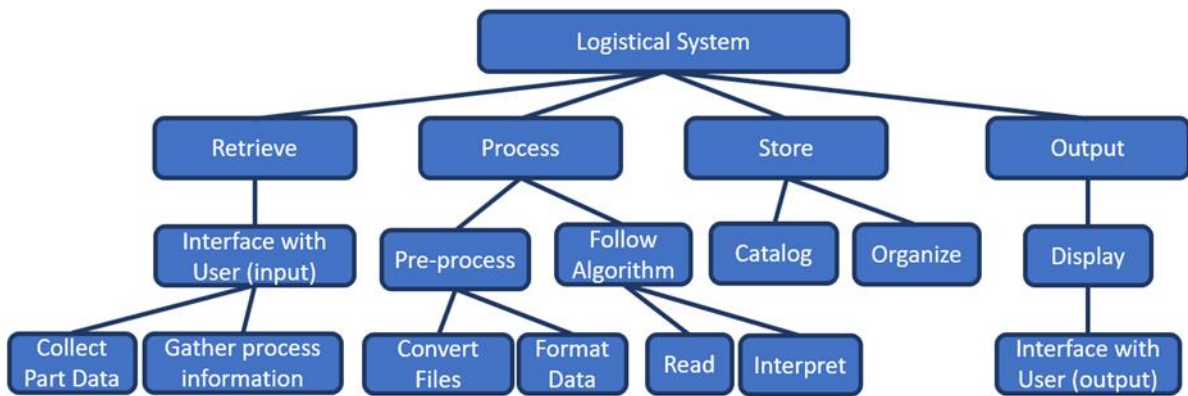 Logistical System
Retrieve
Process
Store
Output
Interface with
User (input)
Pre-process
Follow
Algorithm
Catalog
Organize
Display
Collect
Part Data
Gather process
information
Convert
Files
Format
Data
Read
Interpret
Interface with
User (output)